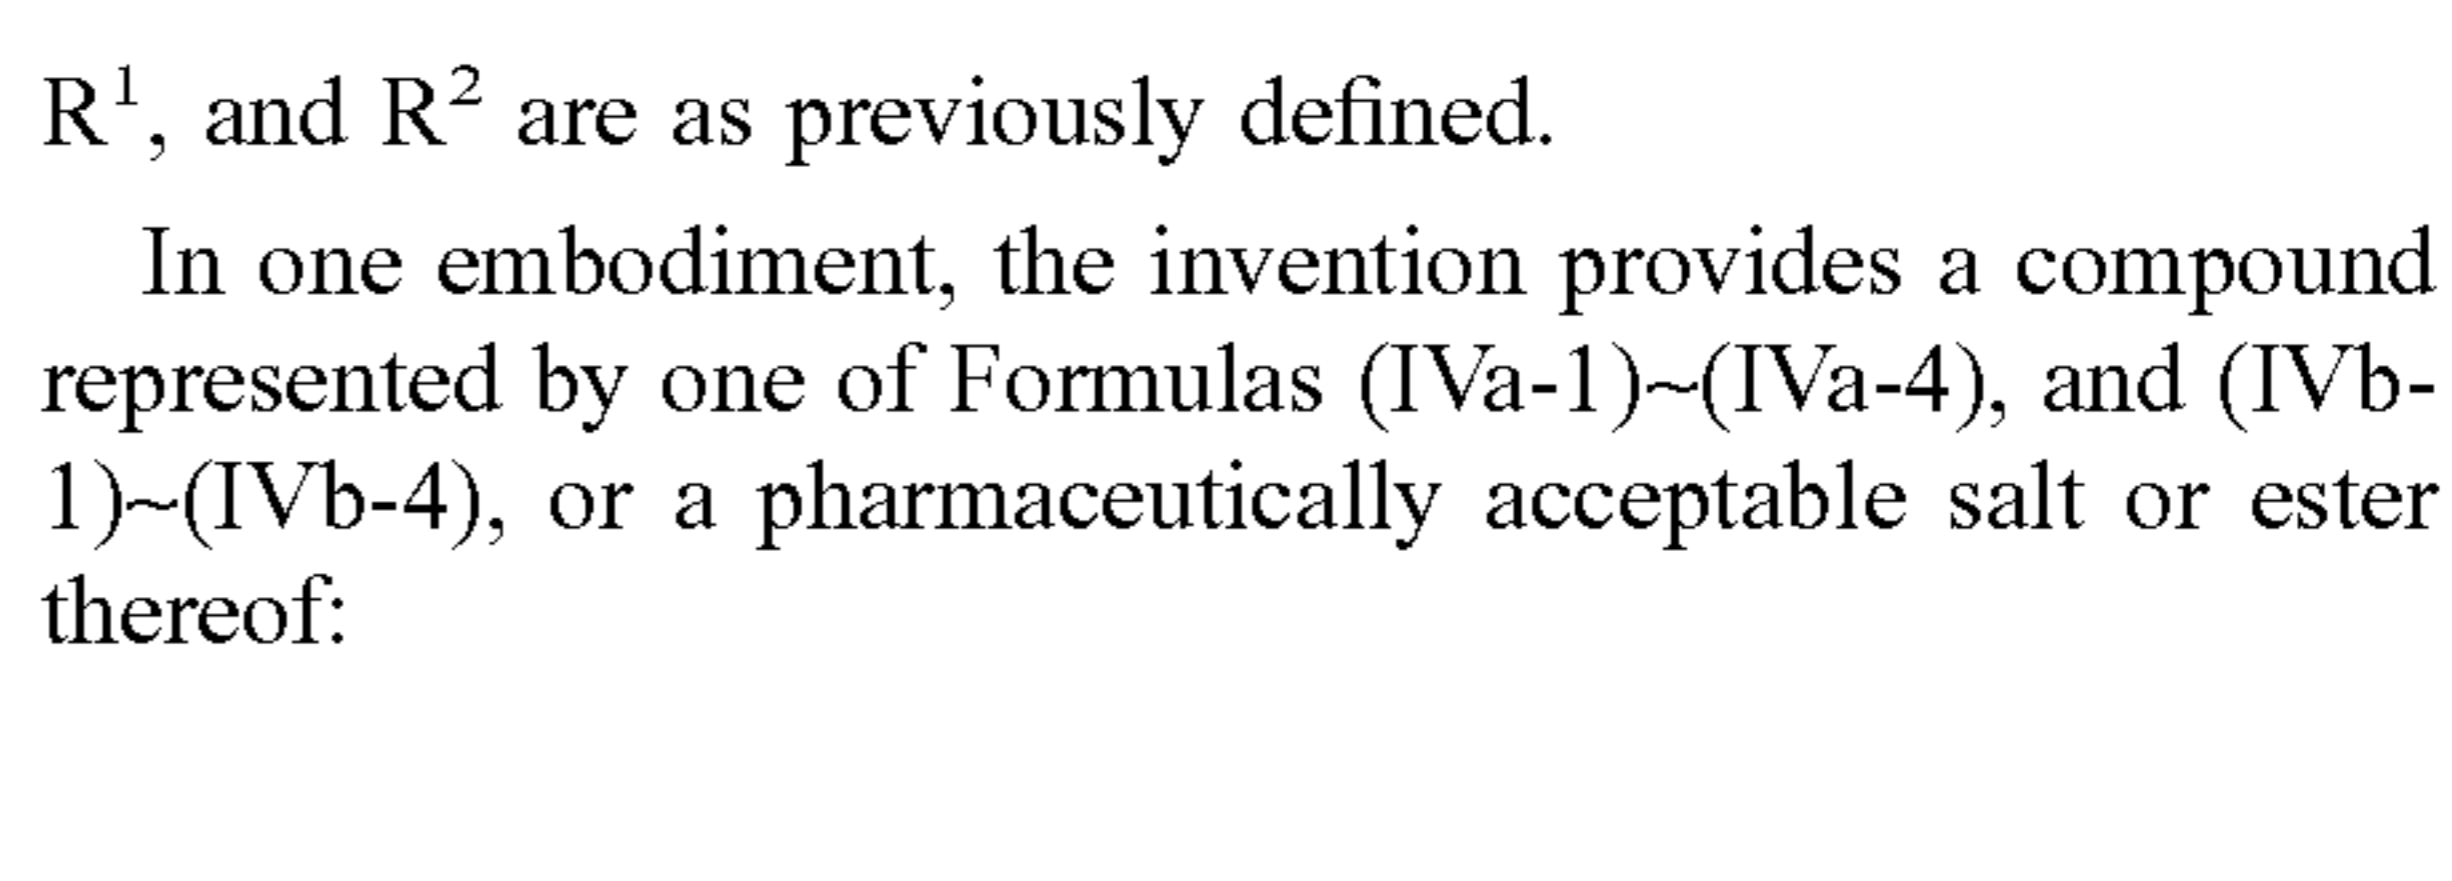 R¹, and R² are as previously defined.
In one embodiment, the invention provides a compound
represented by one of Formulas (IVa-1)~(IVa-4), and (IVb-
1)~(IVb-4), or a pharmaceutically acceptable salt or ester
thereof: